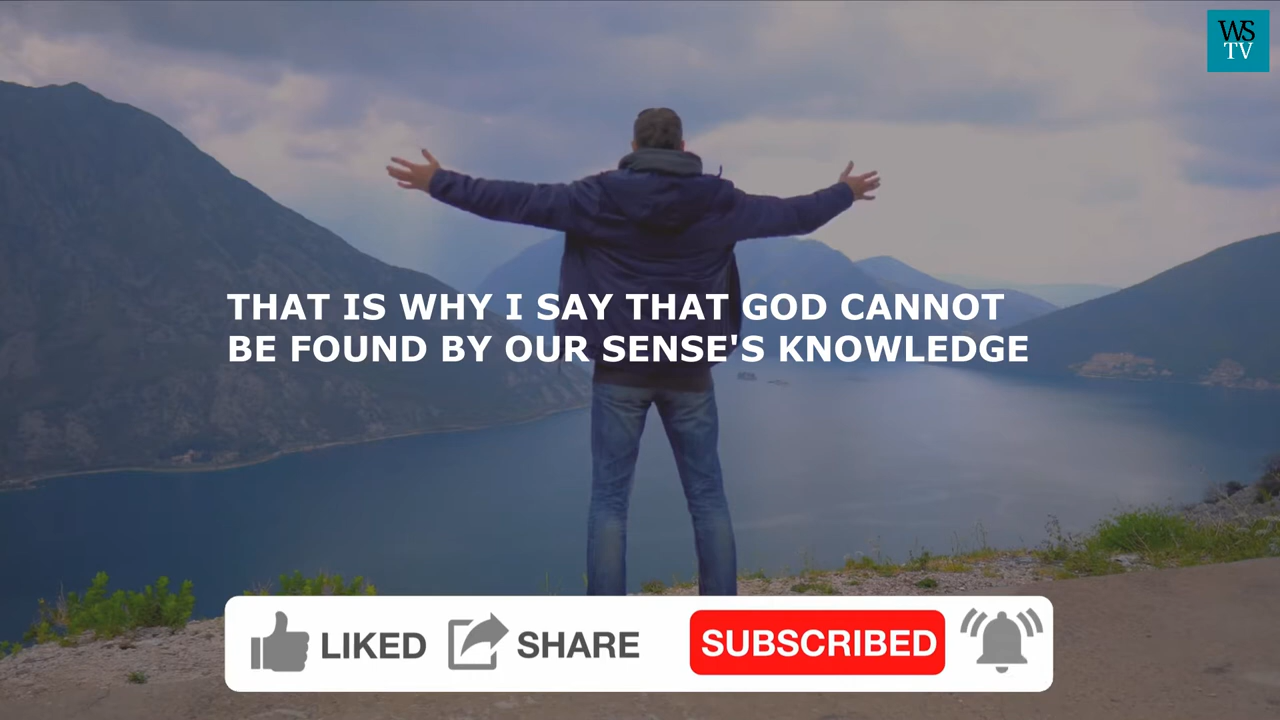 WS
TV
THAT IS WHY I SAY THAT GOD CANNOT
BE FOUND BY OUR SENSE'S KNOWLEDGE
LIKED SHARE SUBSCRIBED